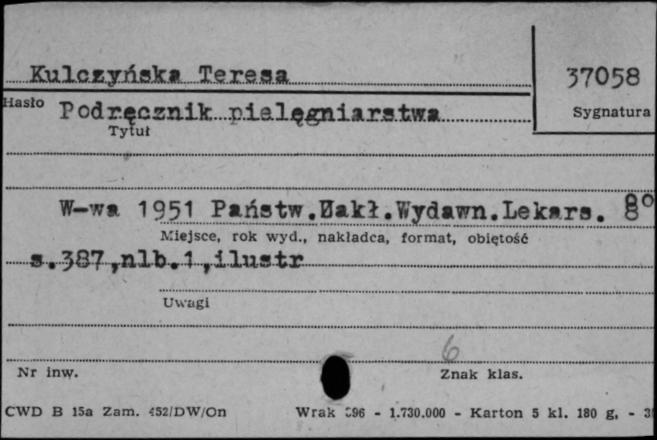 Kulczyńska Teresa
37058
Hasło
Sygnatura
Podręcznik pielęgniarstwa
Tytuł
W-wa 1951 Państw.Zakł.Wydawn.Lekars. 8°
Miejsce, rok wyd., nakładca, format, objętość
s.387,nlb.1,ilustr
Uwagi
6
Nr inw.
Znak klas.
CWD B 15a Zam. 452/DW/On Wrak 596 - 1.730.000 - Karton 5 kl. 180 g, -